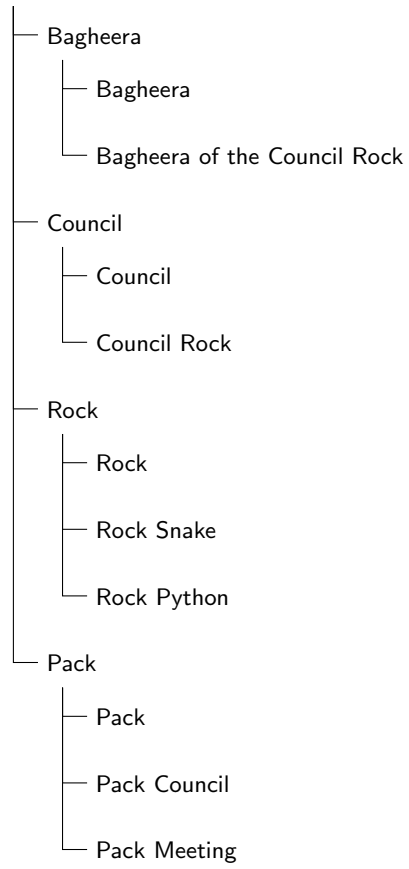 Bagheera
Bagheera
Bagheera of the Council Rock
Council
Council
Council Rock
Rock
Rock
Rock Snake
Rock Python
Pack
Pack
Pack Council
Pack Meeting